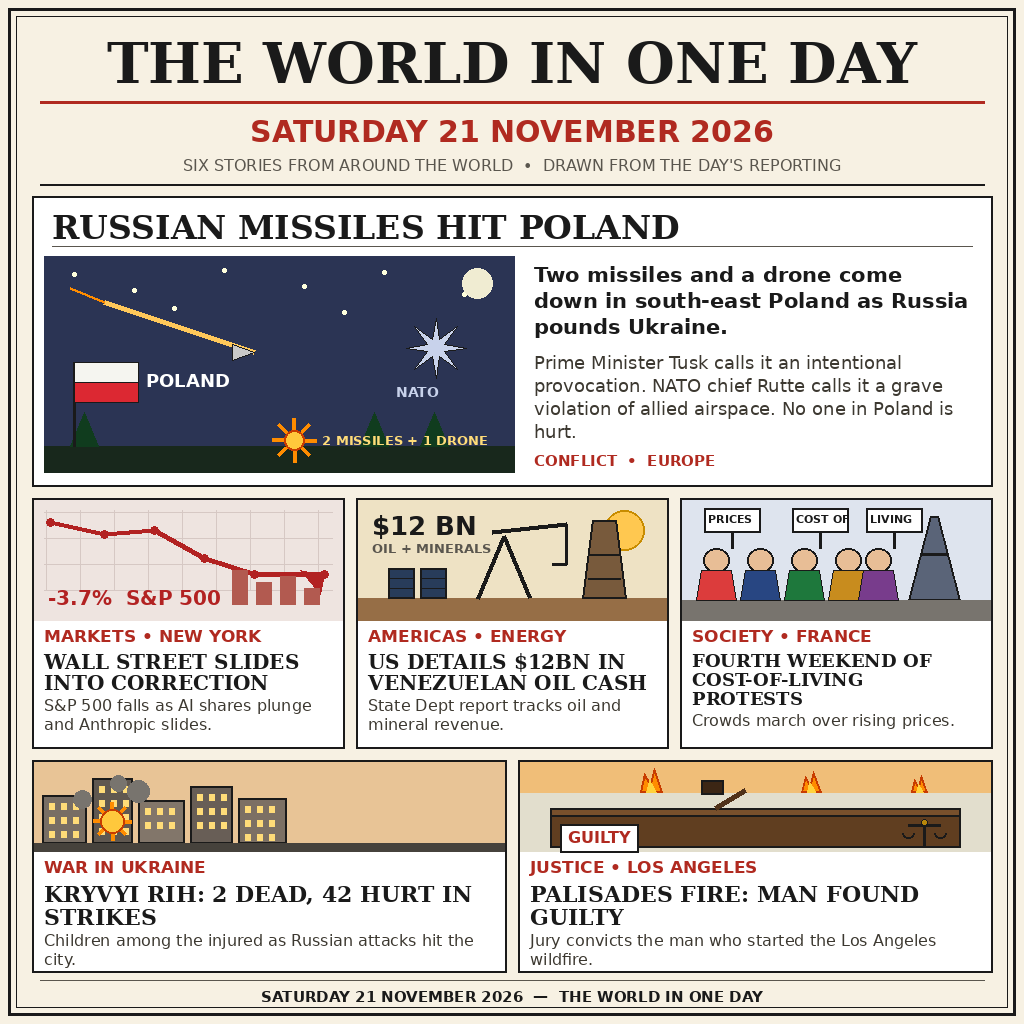 THE WORLD IN ONE DAY
SATURDAY 21 NOVEMBER 2026
SIX STORIES FROM AROUND THE WORLD • DRAWN FROM THE DAY'S REPORTING
RUSSIAN MISSILES HIT POLAND
POLAND
NATO
2 MISSILES + 1 DRONE
Two missiles and a drone come
down in south-east Poland as Russia
pounds Ukraine.
Prime Minister Tusk calls it an intentional
provocation. NATO chief Rutte calls it a grave
violation of allied airspace. No one in Poland is
hurt.
CONFLICT • EUROPE
-3.7% S&P 500
MARKETS • NEW YORK
WALL STREET SLIDES
INTO CORRECTION
S&P 500 falls as AI shares plunge
and Anthropic slides.
$12 BN
OIL + MINERALS
AMERICAS • ENERGY
US DETAILS $12BN IN
VENEZUELAN OIL CASH
State Dept report tracks oil and
mineral revenue.
PRICES
COST OF
LIVING
SOCIETY • FRANCE
FOURTH WEEKEND OF
COST-OF-LIVING
PROTESTS
Crowds march over rising prices.
WAR IN UKRAINE
KRYVYI RIH: 2 DEAD, 42 HURT IN
STRIKES
Children among the injured as Russian attacks hit the
city.
GUILTY
JUSTICE • LOS ANGELES
PALISADES FIRE: MAN FOUND
GUILTY
Jury convicts the man who started the Los Angeles
wildfire.
SATURDAY 21 NOVEMBER 2026 — THE WORLD IN ONE DAY